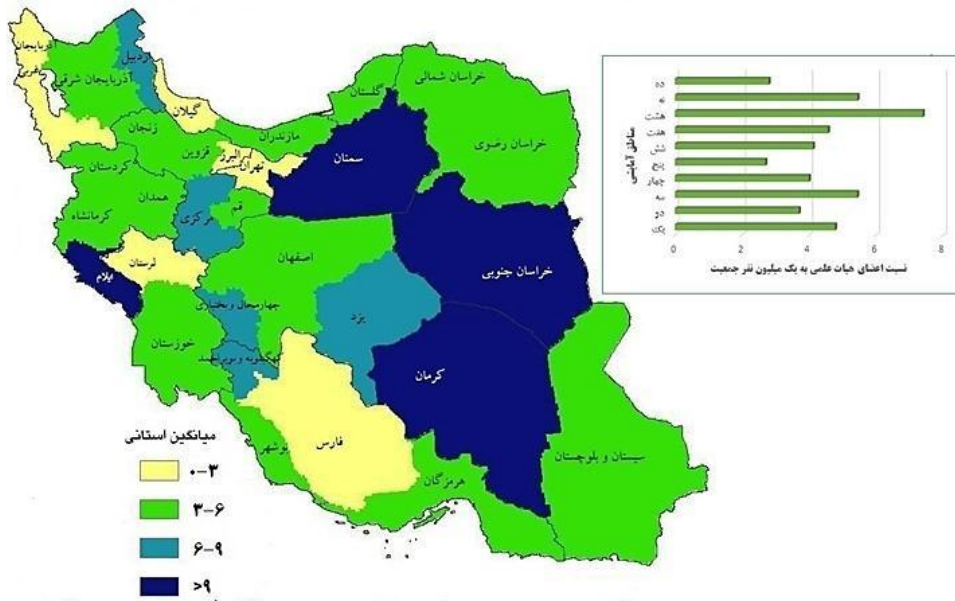 آذربایجان
غربی
آذربایجان شرقی
اردبیل
گیلان
زنجان
کردستان
قزوین
البرز
تهران
مازندران
گلستان
خراسان شمالی
خراسان رضوی
سمنان
همدان
کرمانشاه
مرکزی
قم
لرستان
ایلام
اصفهان
خراسان جنوبی
چهارمحال و بختیاری
یزد
خوزستان
کهگیلویه و بویراحمد
کرمان
فارس
بوشهر
هرمزگان
سیستان و بلوچستان
میانگین استانی
۰-۳
۳-۶
۶-۹
>۹
مناطق آمایشی
ده
نه
هشت
هفت
شش
پنج
چهار
سه
دو
یک
0 2 4 6 8
نسبت اعضای هیات علمی به یک میلیون نفر جمعیت